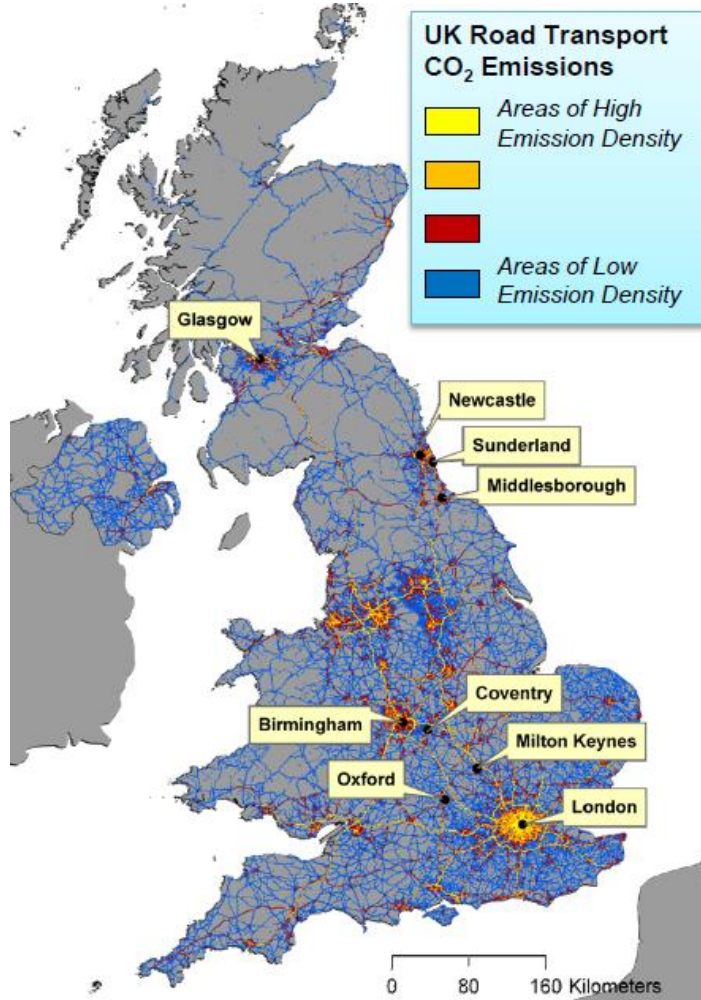 UK Road Transport
CO₂ Emissions
Areas of High
Emission Density
Areas of Low
Emission Density
Glasgow
Newcastle
Sunderland
Middlesborough
Coventry
Birmingham
Milton Keynes
Oxford
London
0 80 160 Kilometers